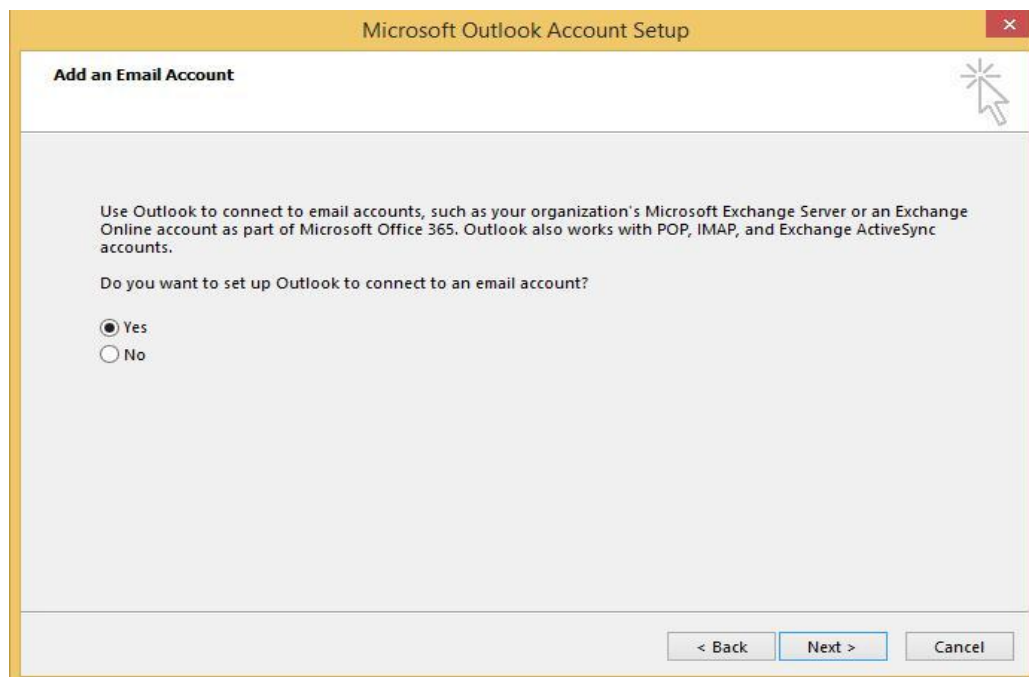 Microsoft Outlook Account Setup
Add an Email Account
Use Outlook to connect to email accounts, such as your organization's Microsoft Exchange Server or an Exchange
Online account as part of Microsoft Office 365. Outlook also works with POP, IMAP, and Exchange ActiveSync
accounts.
Do you want to set up Outlook to connect to an email account?
Yes
No
< Back Next > Cancel